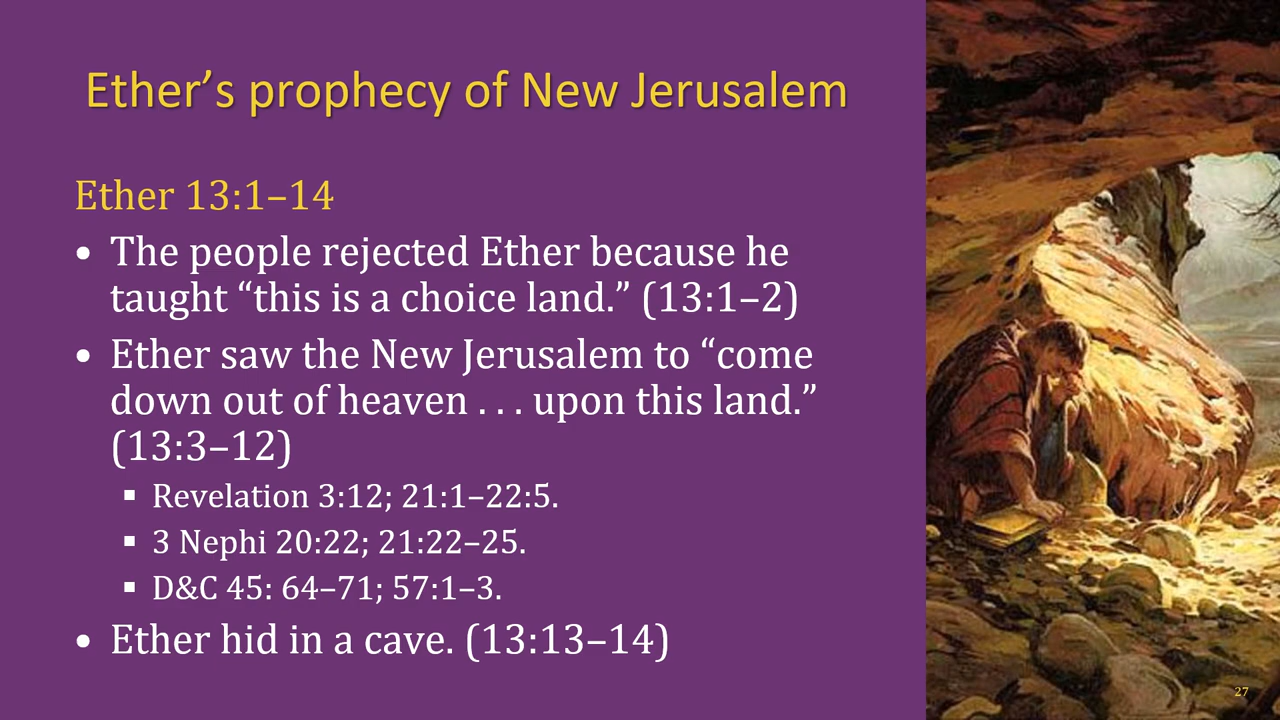 Ether’s prophecy of New Jerusalem
Ether 13:1–14
• The people rejected Ether because he
taught “this is a choice land.” (13:1–2)
• Ether saw the New Jerusalem to “come
down out of heaven . . . upon this land.”
(13:3–12)
▪ Revelation 3:12; 21:1–22:5.
▪ 3 Nephi 20:22; 21:22–25.
▪ D&C 45: 64–71; 57:1–3.
• Ether hid in a cave. (13:13–14)
27